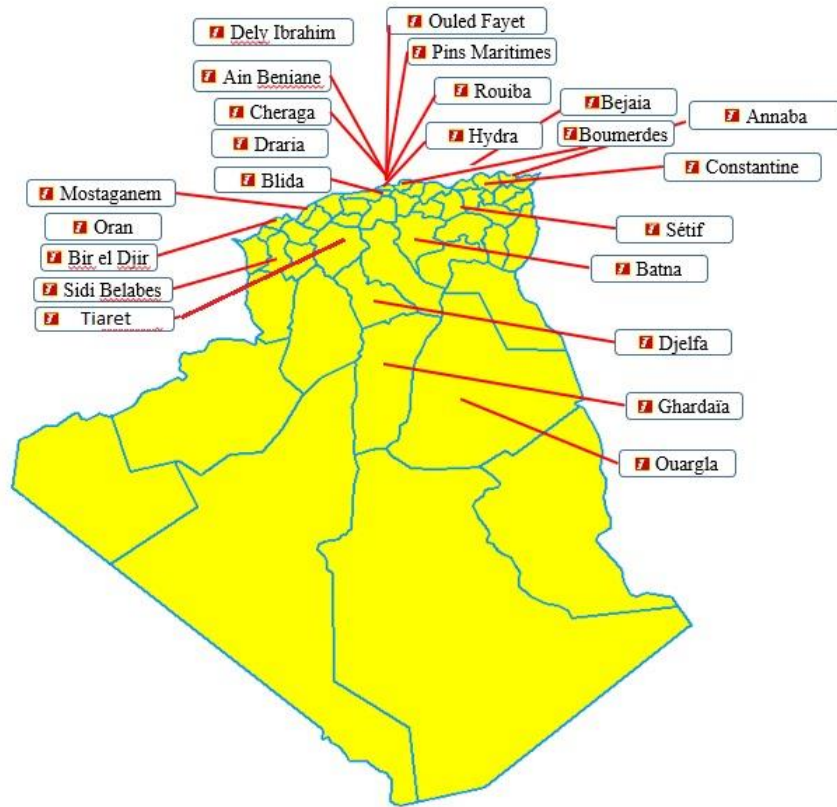 Dely Ibrahim
Ouled Fayet
Pins Maritimes
Ain Beniane
Rouiba
Bejaia
Cheraga
Annaba
Hydra
Boumerdes
Draria
Constantine
Blida
Mostaganem
Oran
Sétif
Bir el Djir
Batna
Sidi Belabes
Tiaret
Djelfa
Ghardaïa
Ouargla